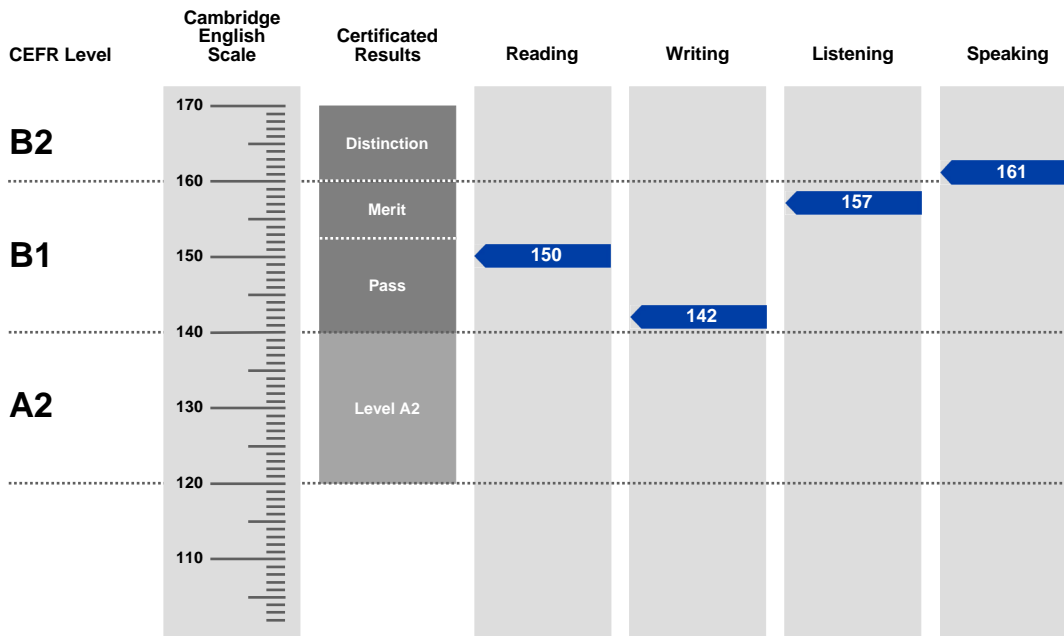 CEFR Level
Cambridge
English
Scale
Certificated
Results
Reading
Writing
Listening
Speaking
170
B2
Distinction
161
160
Merit
157
B1
150
150
Pass
142
140
A2
130
Level A2
120
110